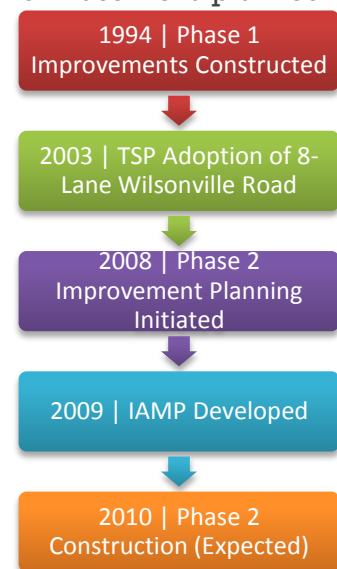 1994 | Phase 1
Improvements Constructed
2003 | TSP Adoption of 8-
Lane Wilsonville Road
2008 | Phase 2
Improvement Planning
Initiated
2009 | IAMP Developed
2010 | Phase 2
Construction (Expected)